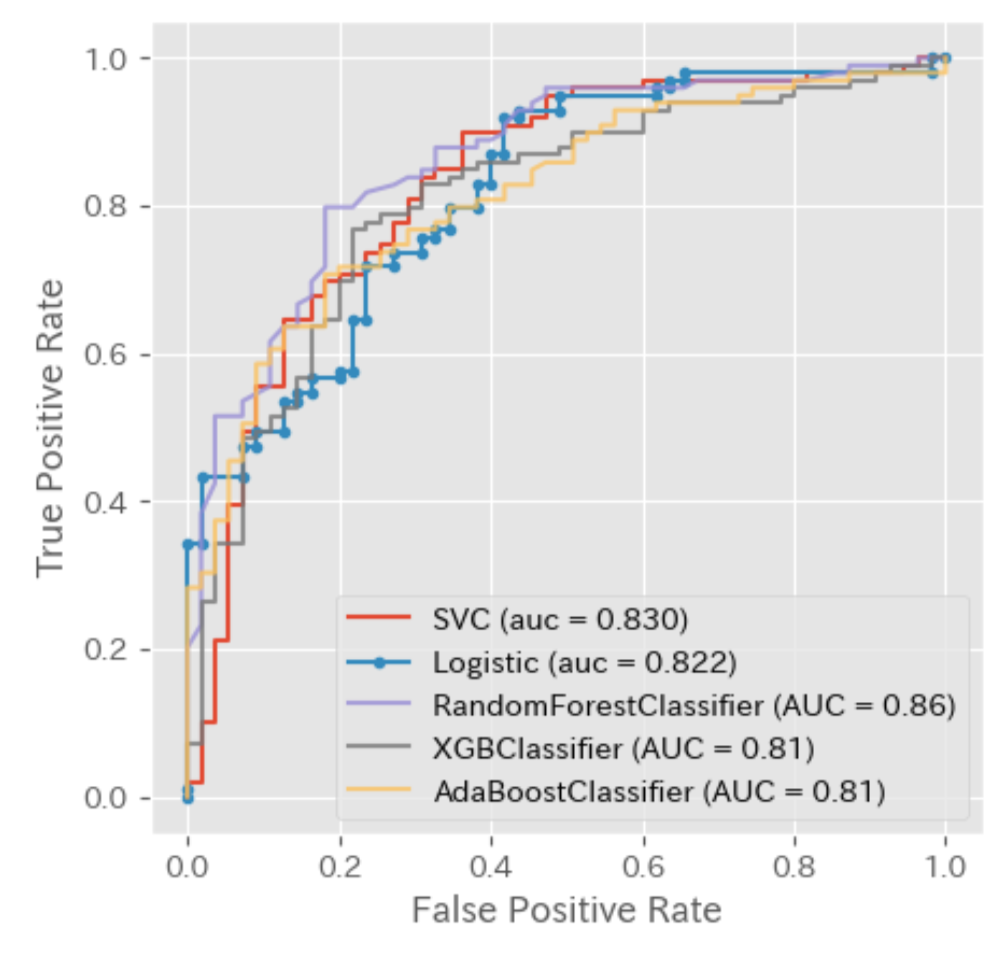 1.0
0.8
0.6
0.4
0.2
0.0
True Positive Rate
SVC (auc = 0.830)
Logistic (auc = 0.822)
RandomForestClassifier (AUC = 0.86)
XGBClassifier (AUC = 0.81)
AdaBoostClassifier (AUC = 0.81)
0.0 0.2 0.4 0.6 0.8 1.0
False Positive Rate